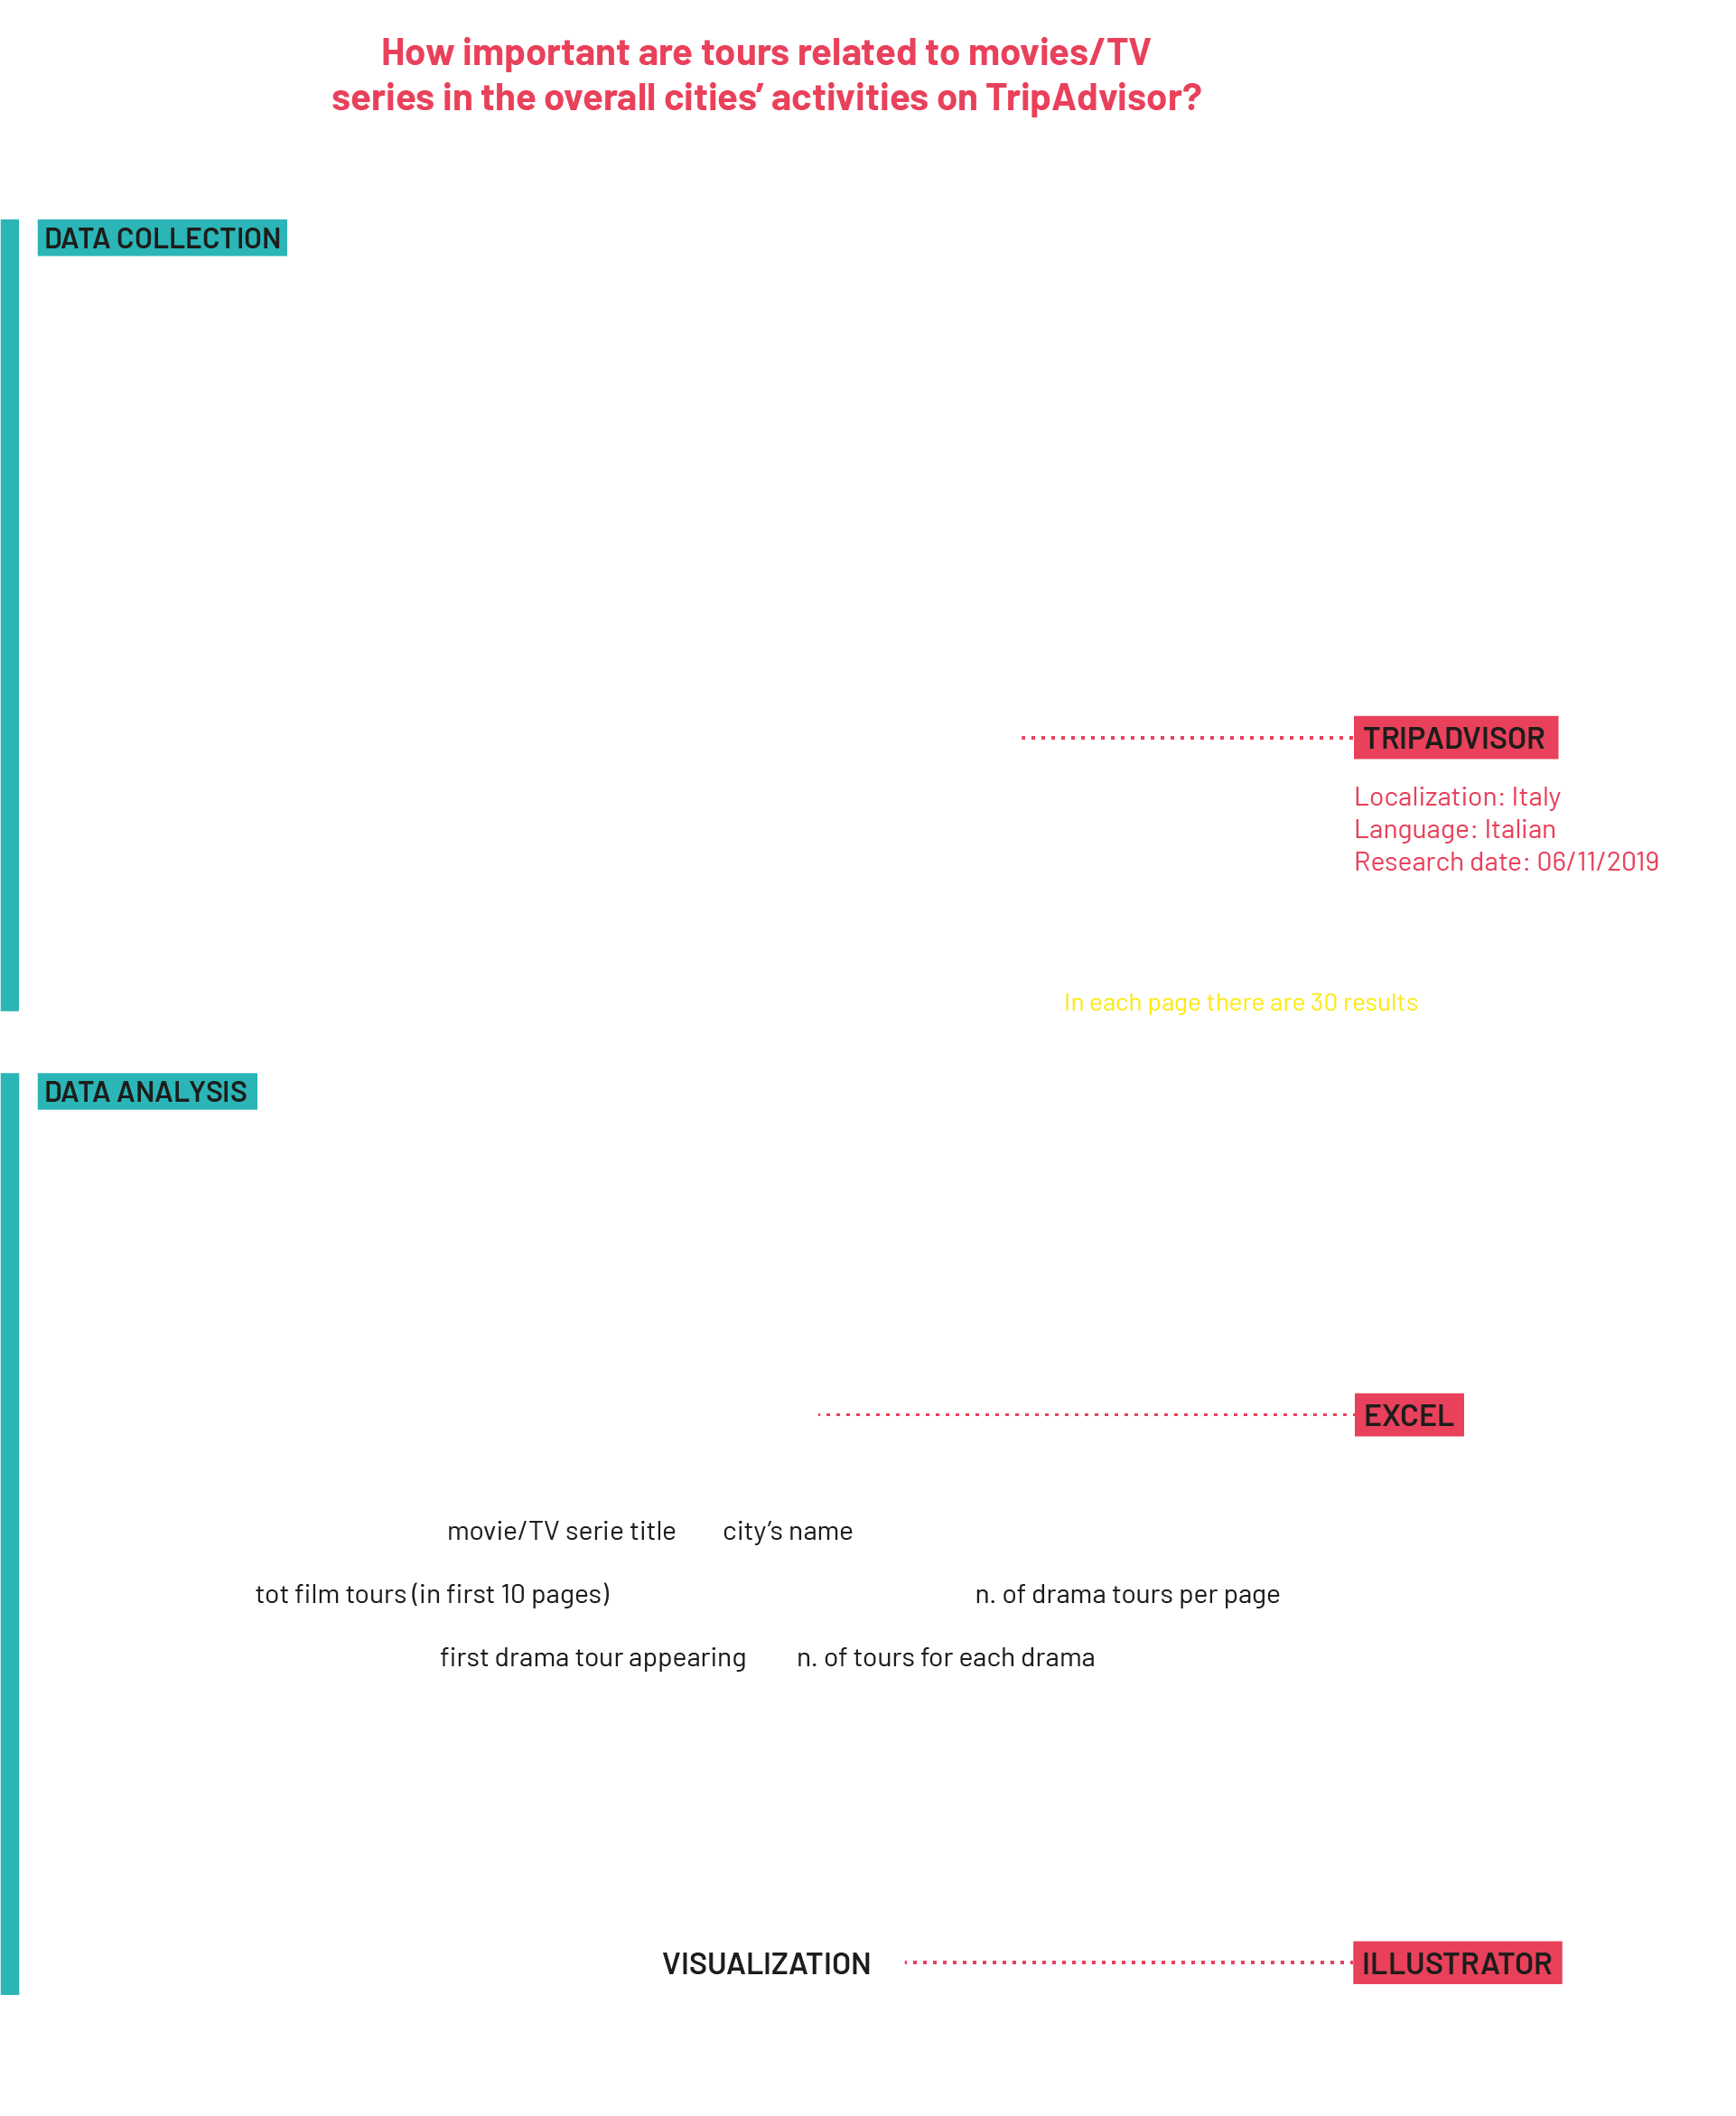 How important are tours related to movies/TV
series in the overall cities’ activities on TripAdvisor?
DATA COLLECTION
TRIPADVISOR
Localization: Italy
Language: Italian
Research date: 06/11/2019
In each page there are 30 results
DATA ANALYSIS
EXCEL
movie/TV serie title
city’s name
tot film tours (in first 10 pages)
n. of drama tours per page
first drama tour appearing
n. of tours for each drama
VISUALIZATION
ILLUSTRATOR